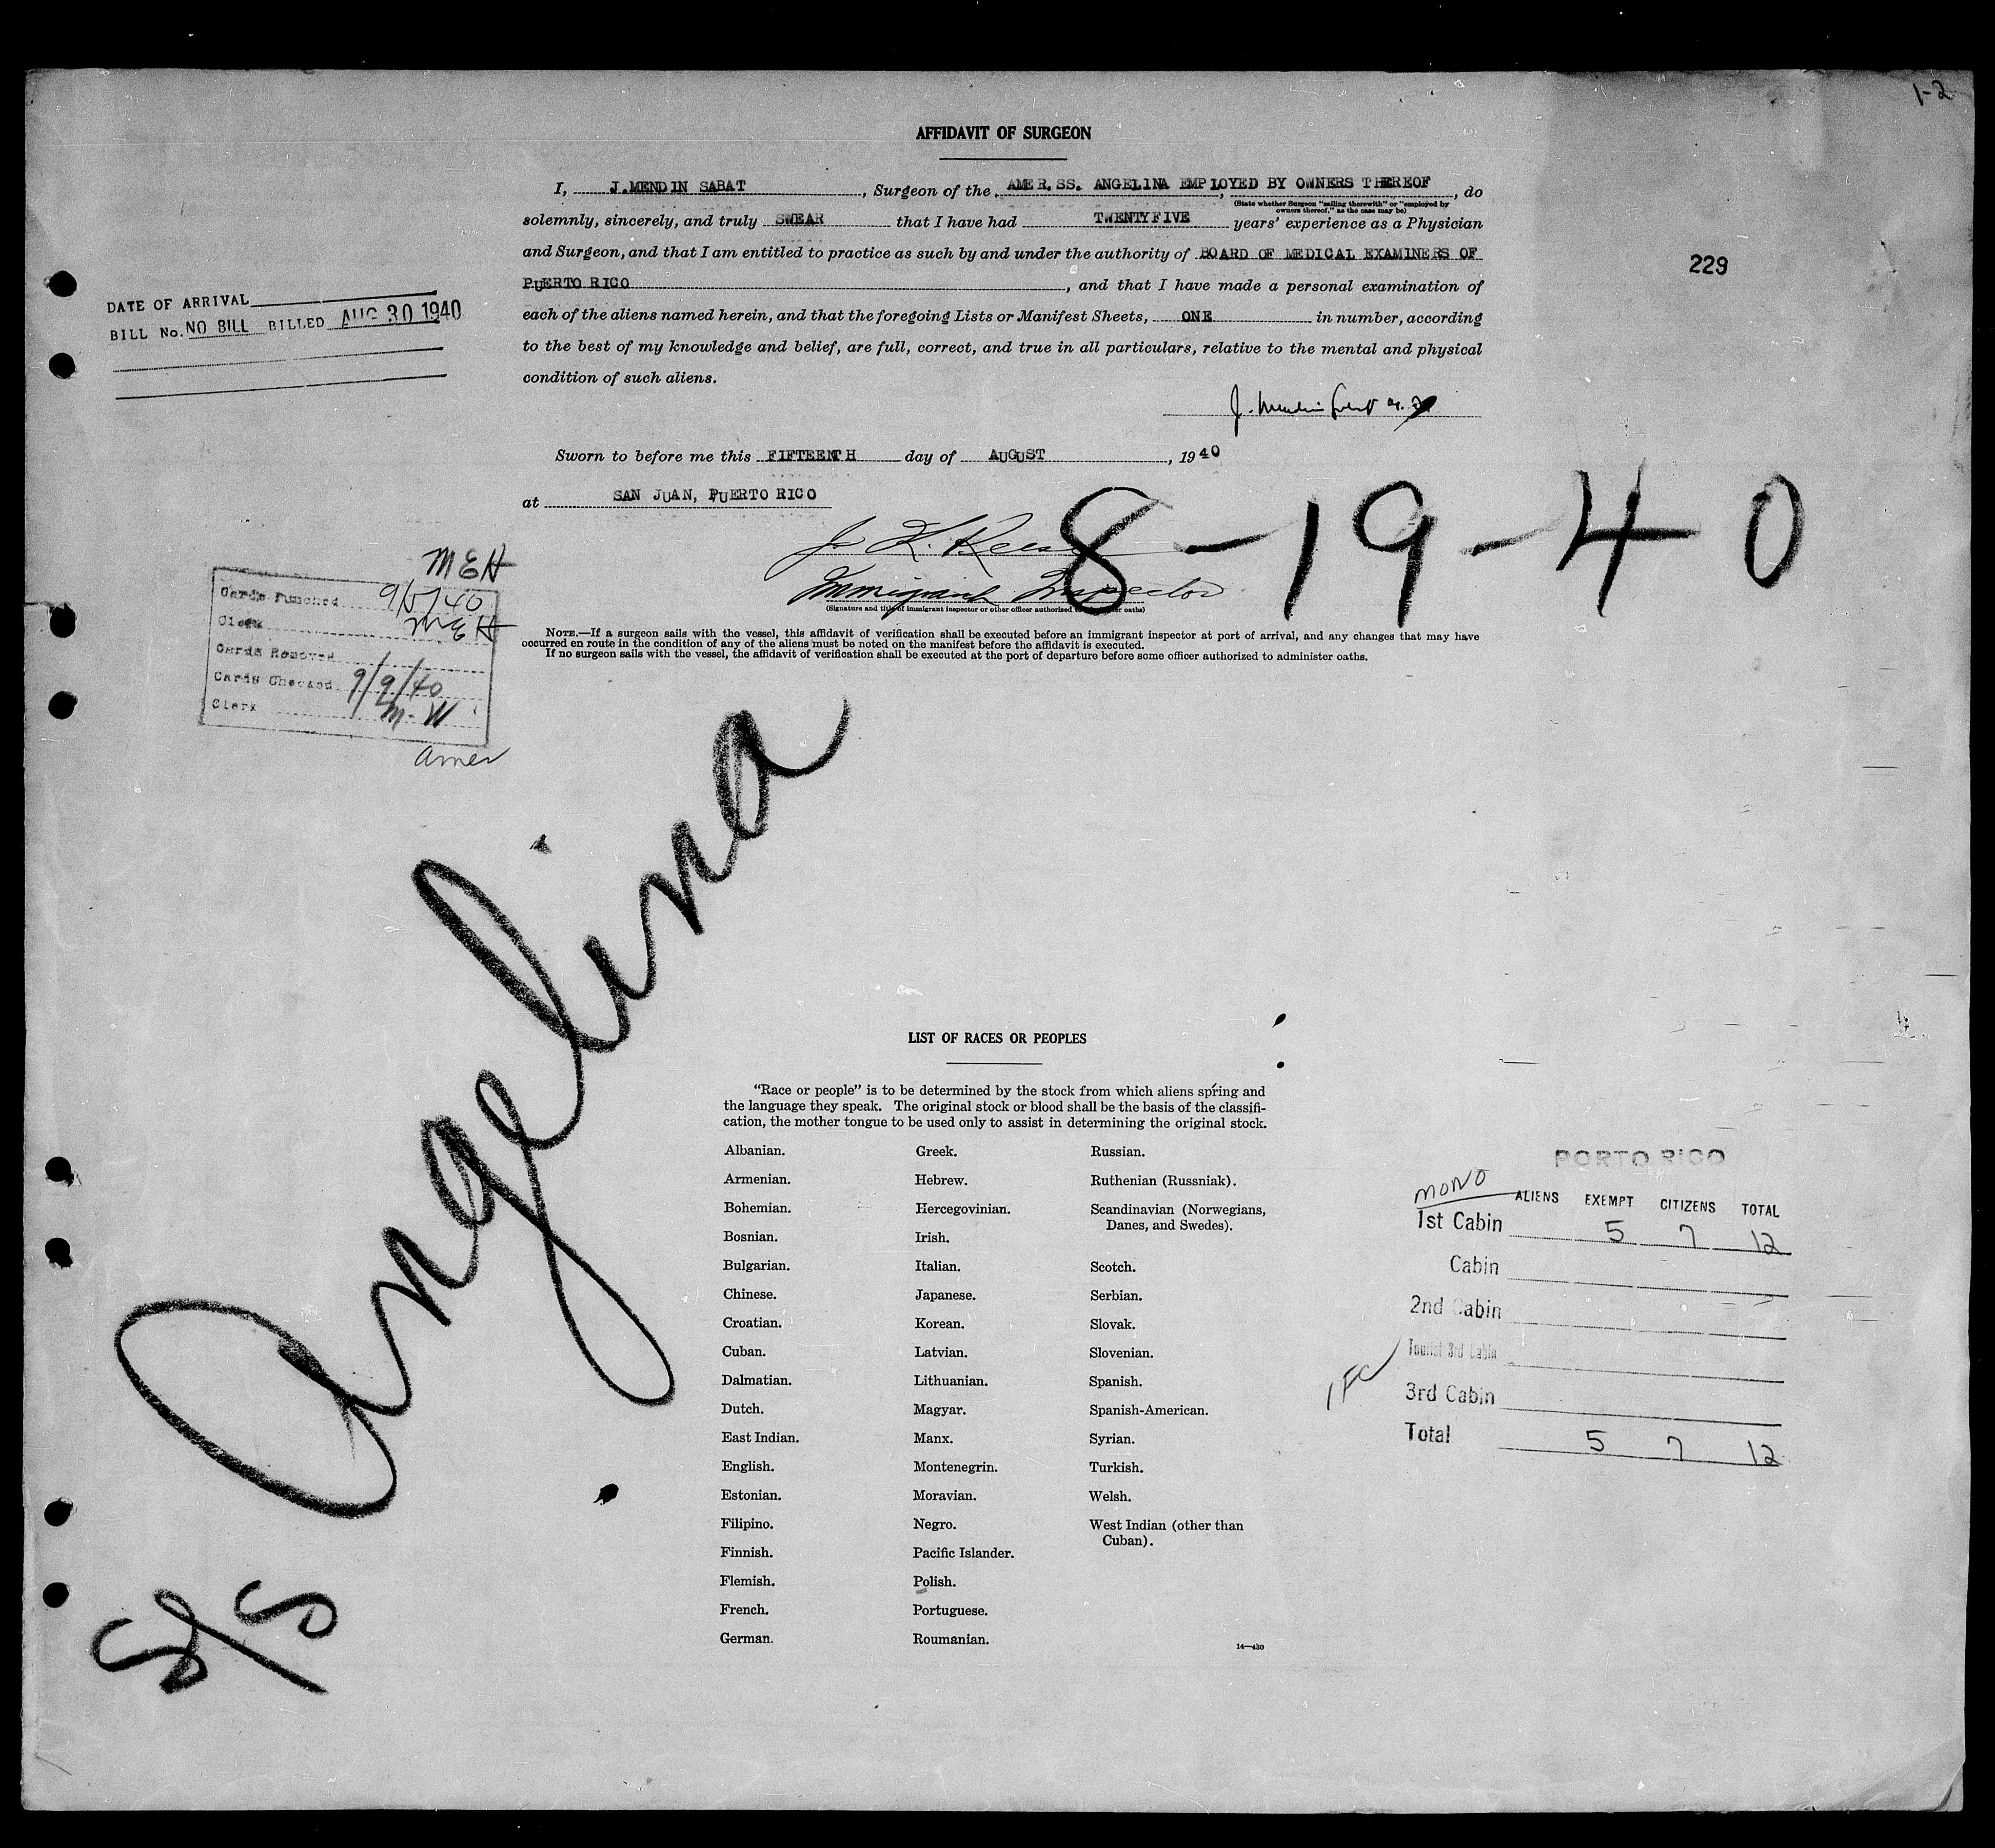 1-2
AFFIDAVIT OF SURGEON
I, J. MENDIN SABAT, Surgeon of the AMER. SS. ANGELINA, EMPLOYED BY OWNERS THEREOF, do
(State whether Surgeon "sailing therewith" or "employed by
owners thereof," as the case may be)
solemnly, sincerely, and truly SWEAR that I have had TWENTYFIVE years' experience as a Physician
and Surgeon, and that I am entitled to practice as such by and under the authority of BOARD OF MEDICAL EXAMINERS OF
PUERTO RICO, and that I have made a personal examination of
each of the aliens named herein, and that the foregoing Lists or Manifest Sheets, ONE in number, according
to the best of my knowledge and belief, are full, correct, and true in all particulars, relative to the mental and physical
condition of such aliens.
229
DATE OF ARRIVAL
BILL No. NO BILL BILLED AUG 30 1940
Sworn to before me this FIFTEENTH day of AUGUST, 1940
at SAN JUAN, PUERTO RICO
8-19-40
Immigrant Inspector
(Signature and title of immigrant inspector or other officer authorized to administer oaths)
NOTE.—If a surgeon sails with the vessel, this affidavit of verification shall be executed before an immigrant inspector at port of arrival, and any changes that may have
occurred en route in the condition of any of the aliens must be noted on the manifest before the affidavit is executed.
If no surgeon sails with the vessel, the affidavit of verification shall be executed at the port of departure before some officer authorized to administer oaths.
MEH
Cards Punched 9/5/40
Clerk MEH
Cards Removed
Cards Checked 9/9/40
Clerk M.W
Amer
S/S Angelina
LIST OF RACES OR PEOPLES
"Race or people" is to be determined by the stock from which aliens spring and
the language they speak. The original stock or blood shall be the basis of the classifi-
cation, the mother tongue to be used only to assist in determining the original stock.
Albanian.
Armenian.
Bohemian.
Bosnian.
Bulgarian.
Chinese.
Croatian.
Cuban.
Dalmatian.
Dutch.
East Indian.
English.
Estonian.
Filipino.
Finnish.
Flemish.
French.
German.
Greek.
Hebrew.
Hercegovinian.
Irish.
Italian.
Japanese.
Korean.
Latvian.
Lithuanian.
Magyar.
Manx.
Montenegrin.
Moravian.
Negro.
Pacific Islander.
Polish.
Portuguese.
Roumanian.
Russian.
Ruthenian (Russniak).
Scandinavian (Norwegians,
Danes, and Swedes).
Scotch.
Serbian.
Slovak.
Slovenian.
Spanish.
Spanish-American.
Syrian.
Turkish.
Welsh.
West Indian (other than
Cuban).
14—430
PORTO RICO
MONO
ALIENS EXEMPT CITIZENS TOTAL
1st Cabin 5 7 12
Cabin
2nd Cabin
Tourist 3rd Cabin
1FC
3rd Cabin
Total 5 7 12